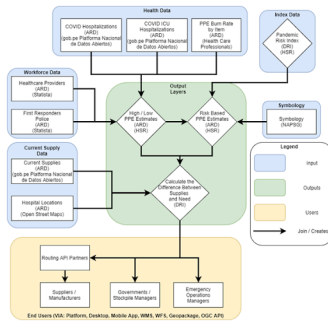 Health Data
COVID Hospitalizations
(ARD)
(gob.pe Platafoma Nacional
de Datos Abiertos)
COVID ICU
Hospitalizations
(ARD)
(gob.pe Platafoma Nacional
de Datos Abiertos)
PPE Burn Rate
by Item
(ARD)
(Health Care
Professionals)
Index Data
Pandemic
Risk Index
(DRI)
(HSR)
Workforce Data
Healthcare Providers
(ARD)
(Statista)
First Responders
Police
(ARD)
(Statista)
Output
Layers
High / Low
PPE Estimates
(ARD)
(HSR)
Risk Based
PPE Estimates
(ARD)
(HSR)
Symbology
Symbology
(NAPSG)
Current Supply
Data
Current Supplies
(ARD)
(gob.pe Platafoma Nacional
de Datos Abiertos)
Hospital Locations
(ARD)
(Open Street Maps)
Calculate the
Difference Between
Supplies
and Need
(DRI)
Legend
Input
Outputs
Users
Join / Creates
Routing API Partners
Suppliers /
Manufacturers
Governments /
Stockpile Managers
Emergency
Operations
Managers
End Users (VIA: Platform, Desktop, Mobile App, WMS, WFS, Geopackage, OGC API)